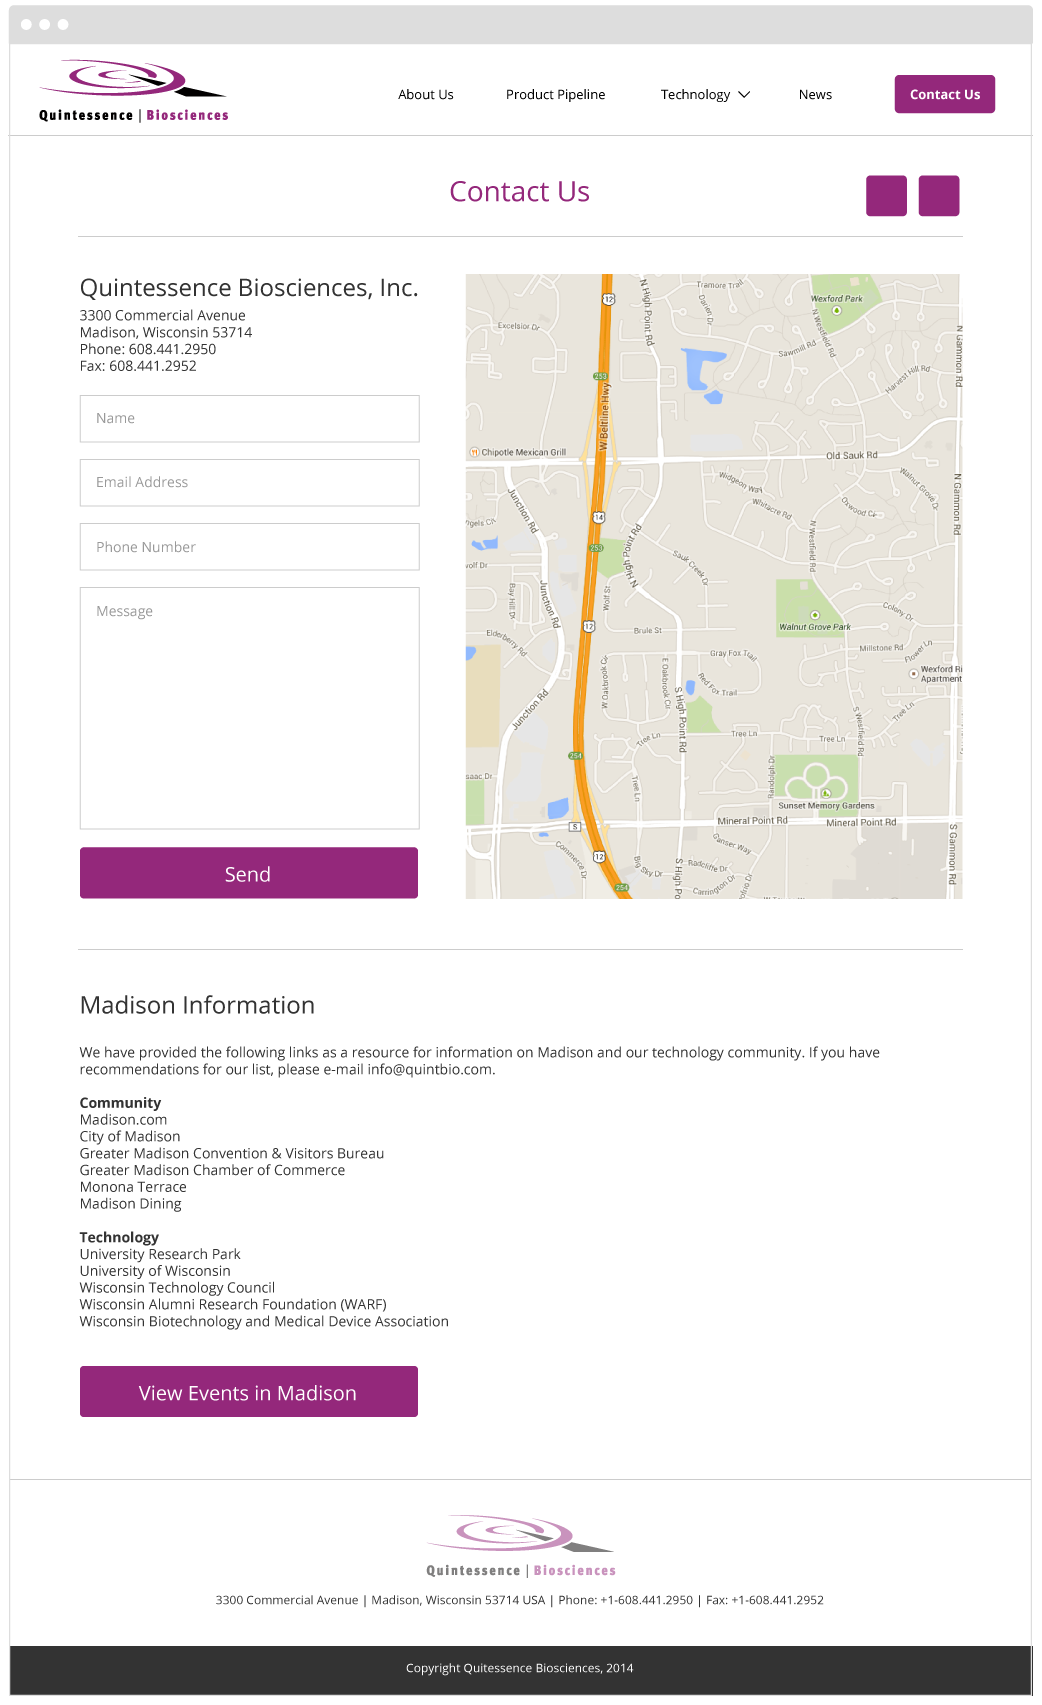 Quintessence | Biosciences
About Us
Product Pipeline
Technology
News
Contact Us
Contact Us
Quintessence Biosciences, Inc.
3300 Commercial Avenue
Madison, Wisconsin 53714
Phone: 608.441.2950
Fax: 608.441.2952
Name
Email Address
Phone Number
Message
Send
12
N High Point Rd
Tramore Trail
Darien Dr
Wexford Park
Excelsior Dr
N Westfield Rd
Sawmill Rd
N Gammon Rd
Harvest Hill Rd
253
W Beltline Hwy
Chipotle Mexican Grill
Old Sauk Rd
Junction Rd
Widgeon Way
Whitacre Rd
Walnut Grove Dr
Oxwood Cir
N Gammon Rd
14
253
N High Point Rd
N Westfield Rd
Sauk Creek Dr
Wolf St
Bay Hill Dr
Junction Rd
Walnut Grove Park
Colony Dr
12
Brule St
Elderberry Rd
Millstone Rd
Flower Ln
Gray Fox Trail
W Oakbrook Cir
E Oakbrook Cir
Red Fox Trail
Wexford Ri
Apartment
Junction Rd
S High Point Rd
S Westfield Rd
Tree Ln
Tree Ln
Tree Ln
Tree Ln
254
Randolph Dr
Tree Ln
Sunset Memory Gardens
S
Mineral Point Rd
Mineral Point Rd
Commerce Dr
12
Ganser Way
S Gammon Rd
Big Sky Dr
Radcliffe Dr
S High Po
Carrington Dr
254
Madison Information
We have provided the following links as a resource for information on Madison and our technology community. If you have
recommendations for our list, please e-mail info@quintbio.com.
Community
Madison.com
City of Madison
Greater Madison Convention & Visitors Bureau
Greater Madison Chamber of Commerce
Monona Terrace
Madison Dining
Technology
University Research Park
University of Wisconsin
Wisconsin Technology Council
Wisconsin Alumni Research Foundation (WARF)
Wisconsin Biotechnology and Medical Device Association
View Events in Madison
Quintessence | Biosciences
3300 Commercial Avenue | Madison, Wisconsin 53714 USA | Phone: +1-608.441.2950 | Fax: +1-608.441.2952
Copyright Quitessence Biosciences, 2014